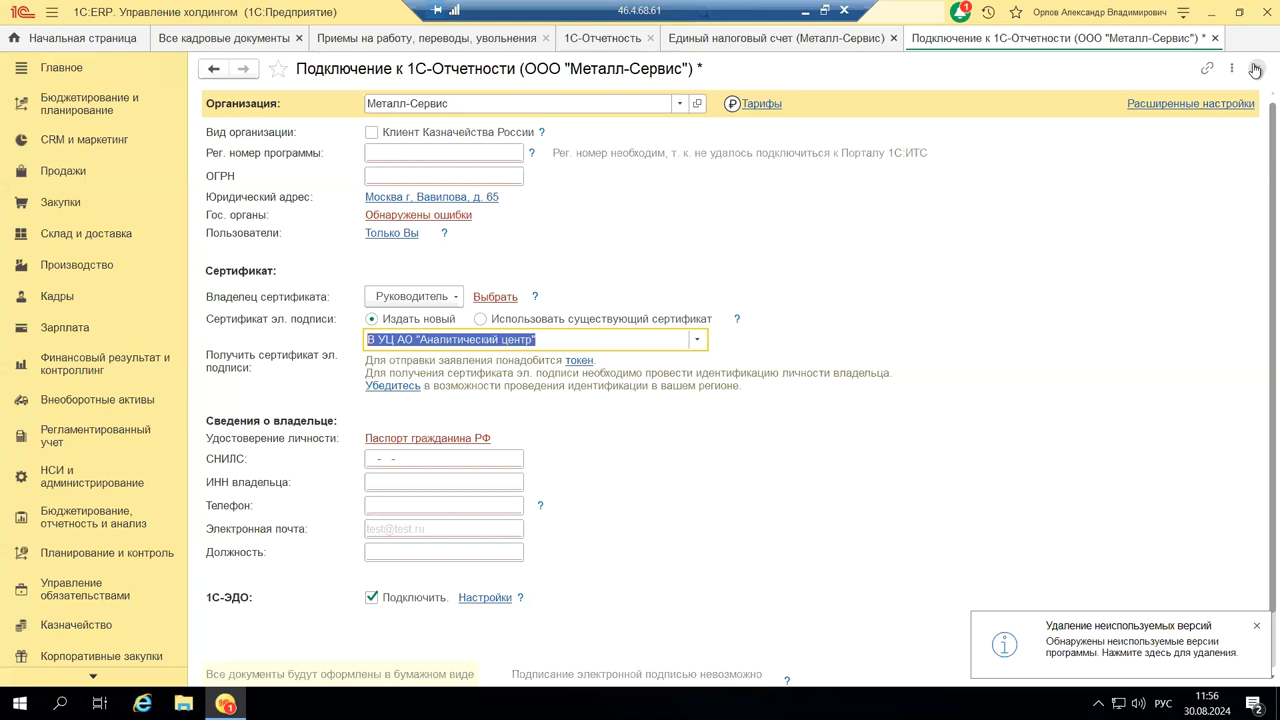 1С:ERP. Управление холдингом (1С:Предприятие)
46.4.68.61
1
Орлов Александр Владимирович
Начальная страница
Все кадровые документы ×
Приемы на работу, переводы, увольнения ×
1С-Отчетность ×
Единый налоговый счет (Металл-Сервис) ×
Подключение к 1С-Отчетности (ООО "Металл-Сервис") * ×
Главное
Бюджетирование и
планирование
CRM и маркетинг
Продажи
Закупки
Склад и доставка
Производство
Кадры
Зарплата
Финансовый результат и
контроллинг
Внеоборотные активы
Регламентированный
учет
НСИ и
администрирование
Бюджетирование,
отчетность и анализ
Планирование и контроль
Управление
обязательствами
Казначейство
Корпоративные закупки
Подключение к 1С-Отчетности (ООО "Металл-Сервис") *
Организация: Металл-Сервис Тарифы Расширенные настройки
Вид организации: Клиент Казначейства России ?
Рег. номер программы: ? Рег. номер необходим, т. к. не удалось подключиться к Порталу 1С:ИТС
ОГРН
Юридический адрес: Москва г, Вавилова, д. 65
Гос. органы: Обнаружены ошибки
Пользователи: Только Вы ?
Сертификат:
Владелец сертификата: Руководитель Выбрать ?
Сертификат эл. подписи: Издать новый Использовать существующий сертификат ?
В УЦ АО "Аналитический центр"
Получить сертификат эл.
подписи:
Для отправки заявления понадобится токен.
Для получения сертификата эл. подписи необходимо провести идентификацию личности владельца.
Убедитесь в возможности проведения идентификации в вашем регионе.
Сведения о владельце:
Удостоверение личности: Паспорт гражданина РФ
СНИЛС: - -
ИНН владельца:
Телефон: ?
Электронная почта: test@test.ru
Должность:
1С-ЭДО: Подключить. Настройки ?
Все документы будут оформлены в бумажном виде Подписание электронной подписью невозможно ?
Удаление неиспользуемых версий ×
Обнаружены неиспользуемые версии
программы. Нажмите здесь для удаления.
1
РУС
11:56
30.08.2024
2